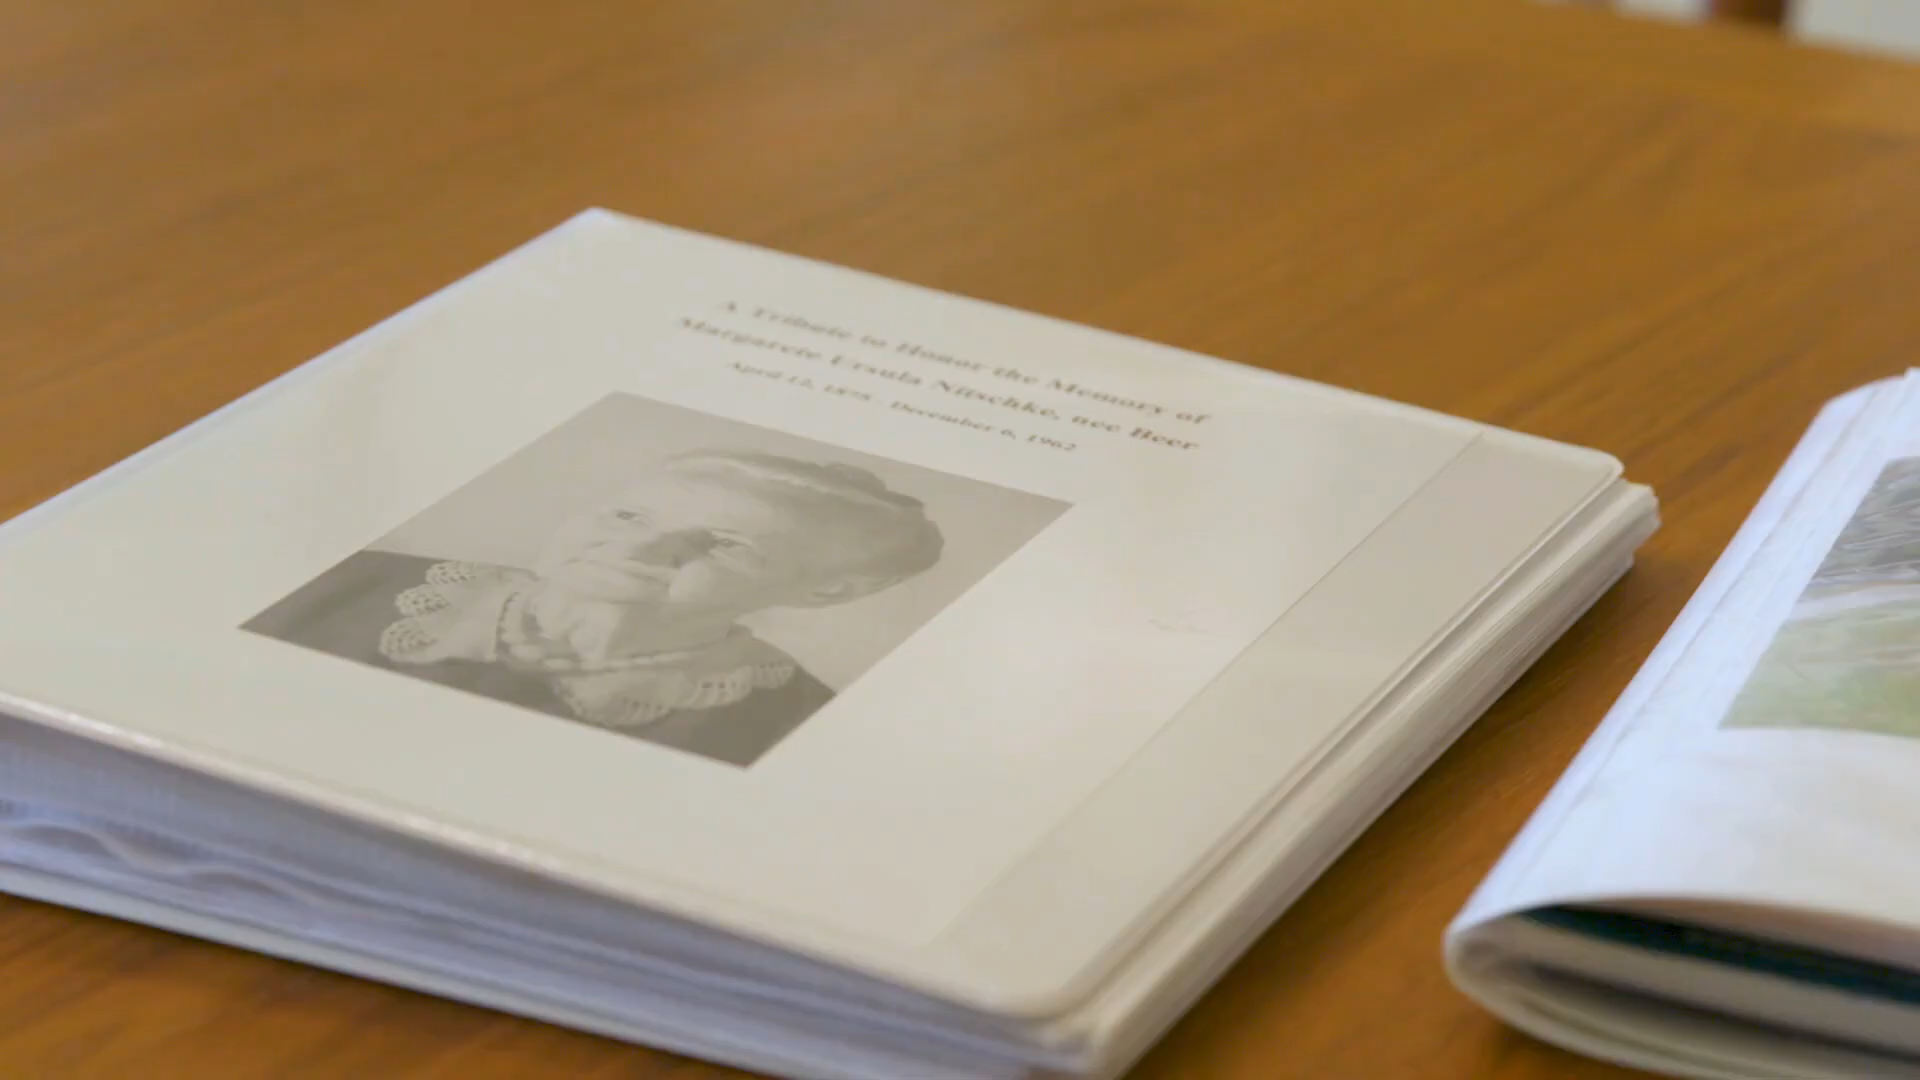 A Tribute to Honor the Memory of
Margarete Ursula Nitschke, nee Beer
April 12, 1875 - December 6, 1962